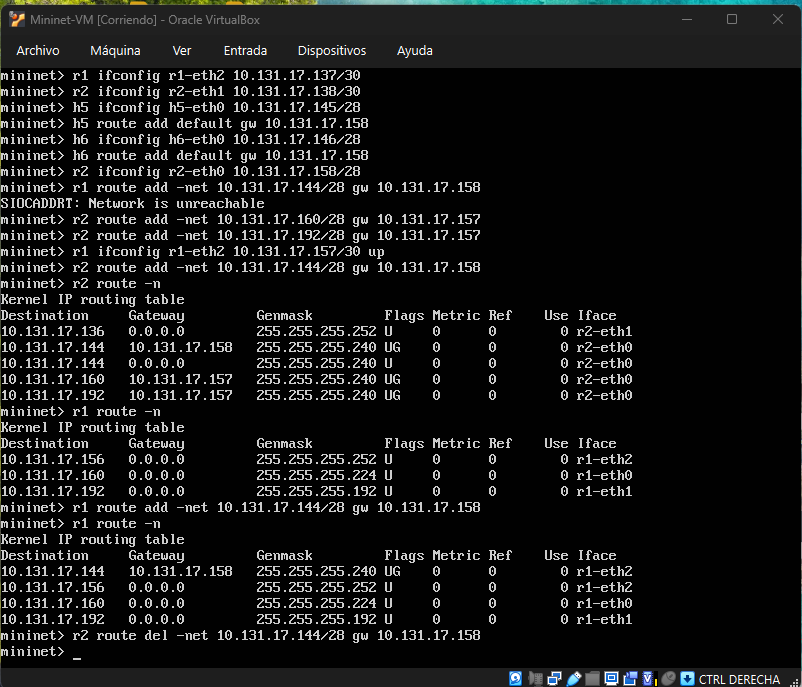 Mininet-VM [Corriendo] - Oracle VirtualBox
Archivo Máquina Ver Entrada Dispositivos Ayuda
mininet> r1 ifconfig r1-eth2 10.131.17.137/30
mininet> r2 ifconfig r2-eth1 10.131.17.138/30
mininet> h5 ifconfig h5-eth0 10.131.17.145/28
mininet> h5 route add default gw 10.131.17.158
mininet> h6 ifconfig h6-eth0 10.131.17.146/28
mininet> h6 route add default gw 10.131.17.158
mininet> r2 ifconfig r2-eth0 10.131.17.158/28
mininet> r1 route add -net 10.131.17.144/28 gw 10.131.17.158
SIOCADDRT: Network is unreachable
mininet> r2 route add -net 10.131.17.160/28 gw 10.131.17.157
mininet> r2 route add -net 10.131.17.192/28 gw 10.131.17.157
mininet> r1 ifconfig r1-eth2 10.131.17.157/30 up
mininet> r2 route add -net 10.131.17.144/28 gw 10.131.17.158
mininet> r2 route -n
Kernel IP routing table
Destination Gateway Genmask Flags Metric Ref Use Iface
10.131.17.136 0.0.0.0 255.255.255.252 U 0 0 0 r2-eth1
10.131.17.144 10.131.17.158 255.255.255.240 UG 0 0 0 r2-eth0
10.131.17.144 0.0.0.0 255.255.255.240 U 0 0 0 r2-eth0
10.131.17.160 10.131.17.157 255.255.255.240 UG 0 0 0 r2-eth0
10.131.17.192 10.131.17.157 255.255.255.240 UG 0 0 0 r2-eth0
mininet> r1 route -n
Kernel IP routing table
Destination Gateway Genmask Flags Metric Ref Use Iface
10.131.17.156 0.0.0.0 255.255.255.252 U 0 0 0 r1-eth2
10.131.17.160 0.0.0.0 255.255.255.224 U 0 0 0 r1-eth0
10.131.17.192 0.0.0.0 255.255.255.192 U 0 0 0 r1-eth1
mininet> r1 route add -net 10.131.17.144/28 gw 10.131.17.158
mininet> r1 route -n
Kernel IP routing table
Destination Gateway Genmask Flags Metric Ref Use Iface
10.131.17.144 10.131.17.158 255.255.255.240 UG 0 0 0 r1-eth2
10.131.17.156 0.0.0.0 255.255.255.252 U 0 0 0 r1-eth2
10.131.17.160 0.0.0.0 255.255.255.224 U 0 0 0 r1-eth0
10.131.17.192 0.0.0.0 255.255.255.192 U 0 0 0 r1-eth1
mininet> r2 route del -net 10.131.17.144/28 gw 10.131.17.158
mininet> _
CTRL DERECHA